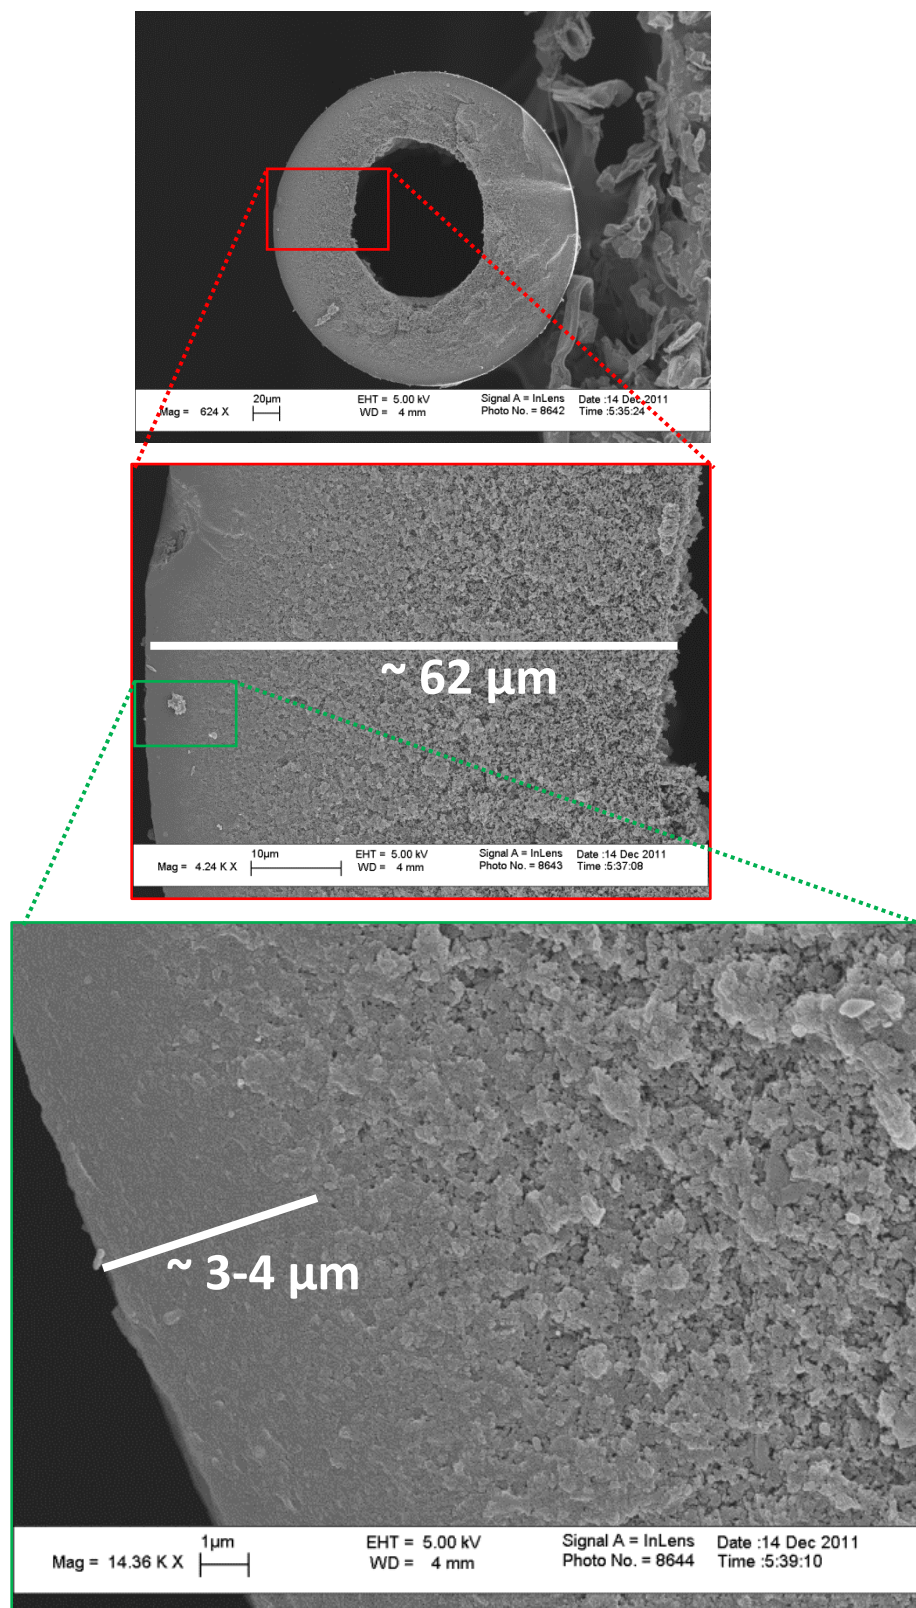 Mag = 624 X 20µm EHT = 5.00 kV Signal A = InLens Date :14 Dec 2011
WD = 4 mm Photo No. = 8642 Time :5:35:24
~ 62 µm
Mag = 4.24 K X 10µm EHT = 5.00 kV Signal A = InLens Date :14 Dec 2011
WD = 4 mm Photo No. = 8643 Time :5:37:08
~ 3-4 µm
Mag = 14.36 K X 1µm EHT = 5.00 kV Signal A = InLens Date :14 Dec 2011
WD = 4 mm Photo No. = 8644 Time :5:39:10